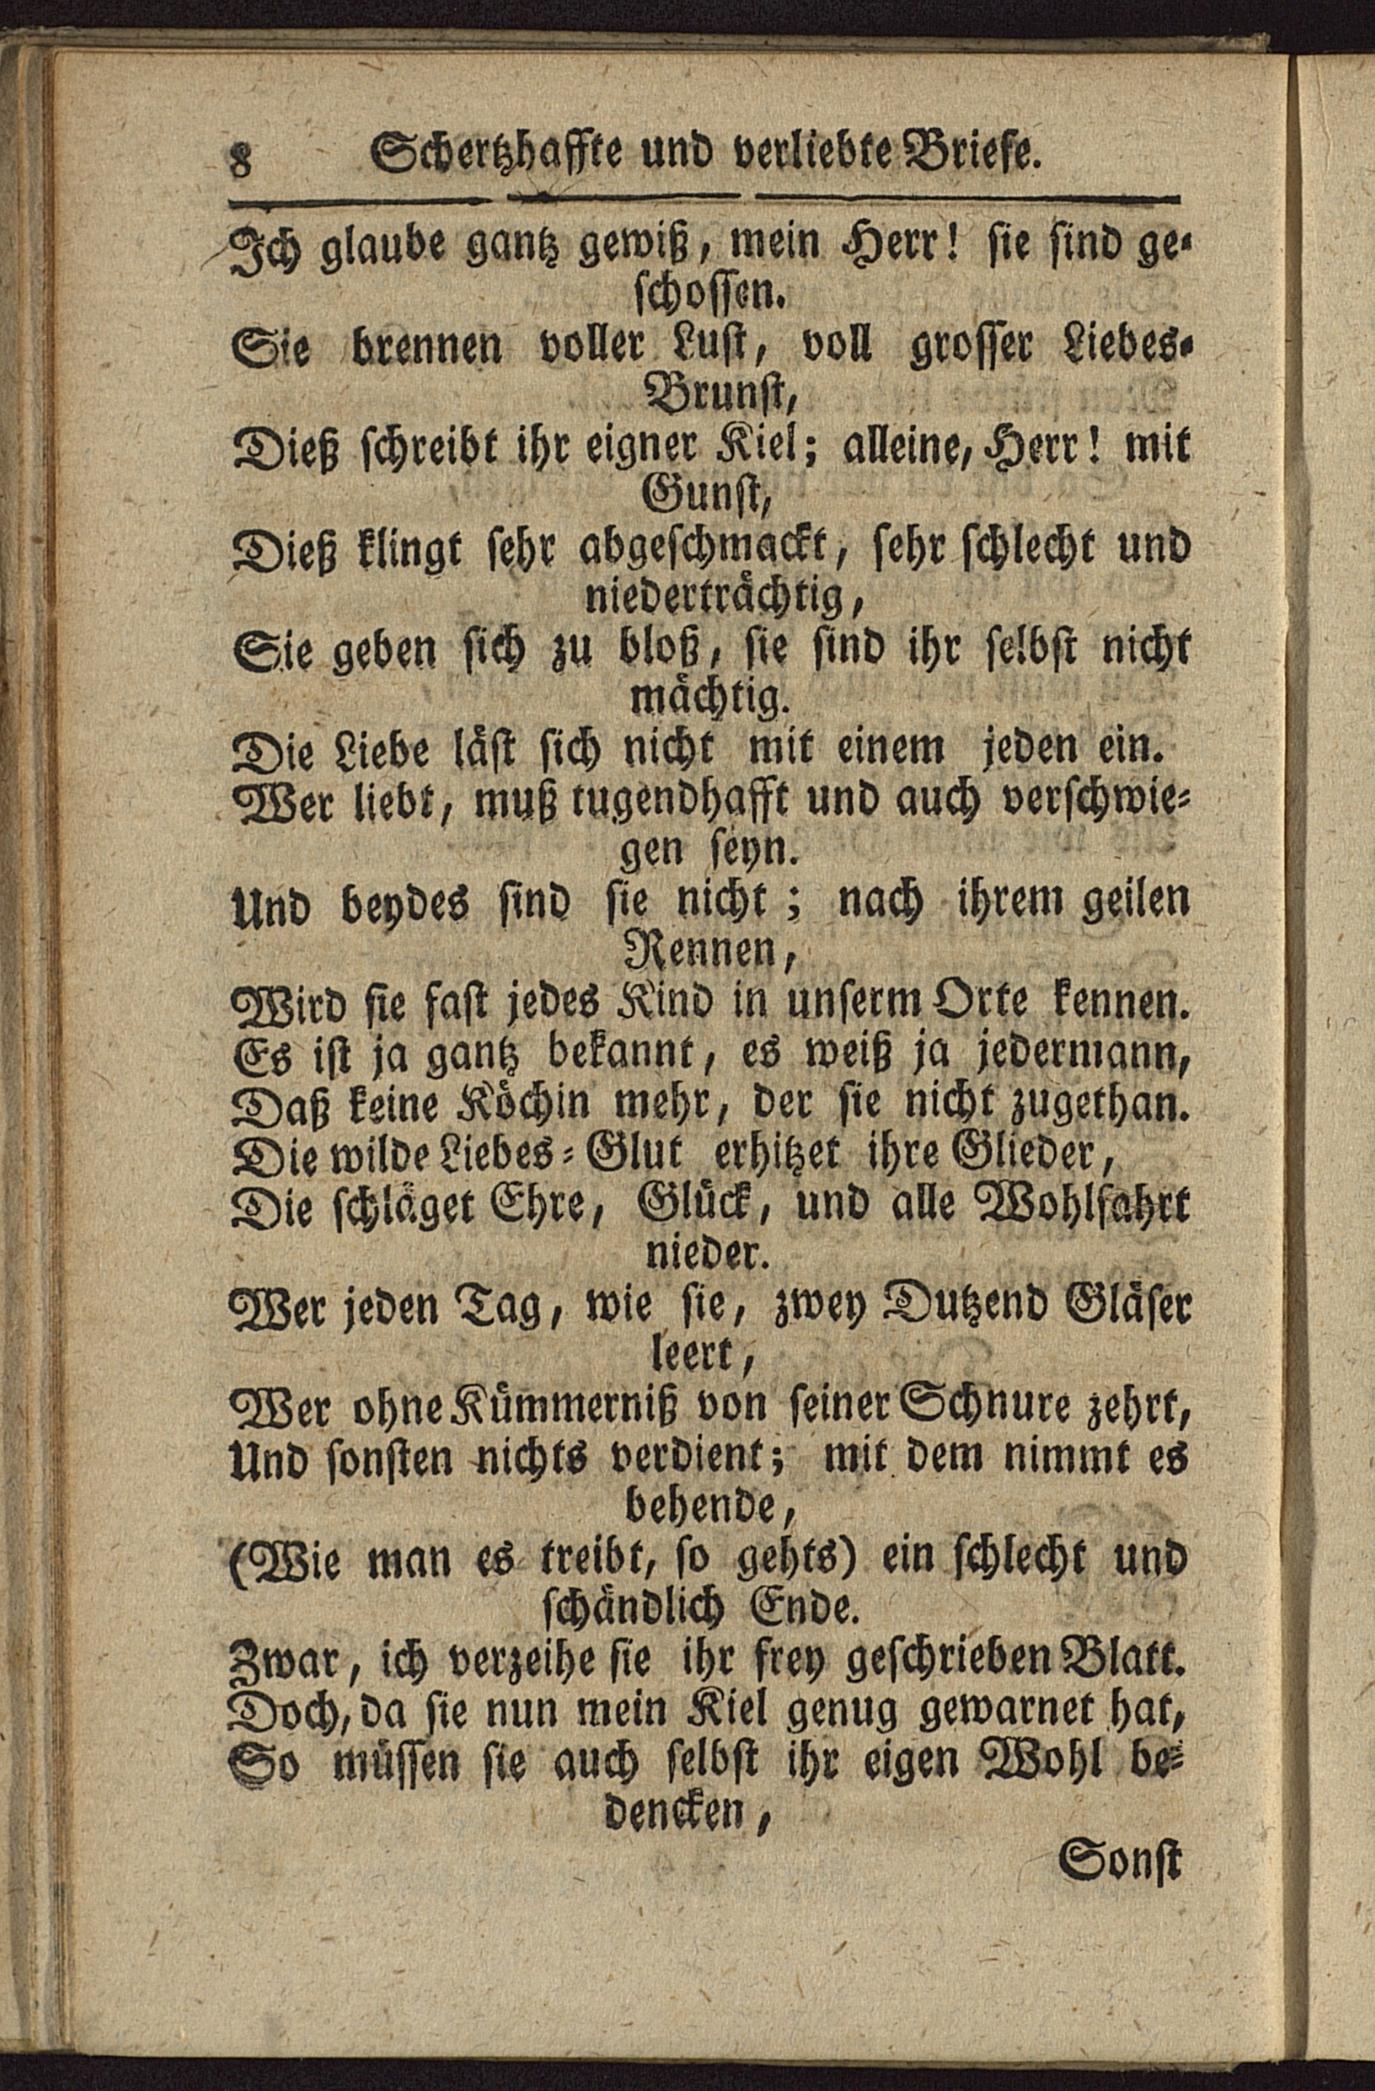 8 Schertzhaffte und verliebte Briefe.
Ich glaube gantz gewiß, mein Herr! sie sind ge-
schossen.
Sie brennen voller Lust, voll grosser Liebes-
Brunst,
Dieß schreibt ihr eigner Kiel; alleine, Herr! mit
Gunst,
Dieß klingt sehr abgeschmackt, sehr schlecht und
niederträchtig,
Sie geben sich zu bloß, sie sind ihr selbst nicht
mächtig.
Die Liebe läst sich nicht mit einem jeden ein.
Wer liebt, muß tugendhafft und auch verschwie-
gen seyn.
Und beydes sind sie nicht; nach ihrem geilen
Rennen,
Wird sie fast jedes Kind in unserm Orte kennen.
Es ist ja gantz bekannt, es weiß ja jedermann,
Daß keine Köchin mehr, der sie nicht zugethan.
Die wilde Liebes-Glut erhitzet ihre Glieder,
Die schläget Ehre, Glück, und alle Wohlfahrt
nieder.
Wer jeden Tag, wie sie, zwey Dutzend Gläser
leert,
Wer ohne Kümmerniß von seiner Schnure zehrt,
Und sonsten nichts verdient; mit dem nimmt es
behende,
(Wie man es treibt, so gehts) ein schlecht und
schändlich Ende.
Zwar, ich verzeihe sie ihr frey geschrieben Blatt.
Doch, da sie nun mein Kiel genug gewarnet hat,
So müssen sie auch selbst ihr eigen Wohl be-
dencken,
Sonst